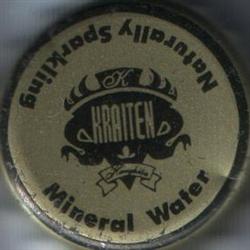 Naturally Sparkling
K
KRAITEN
Mineral Water